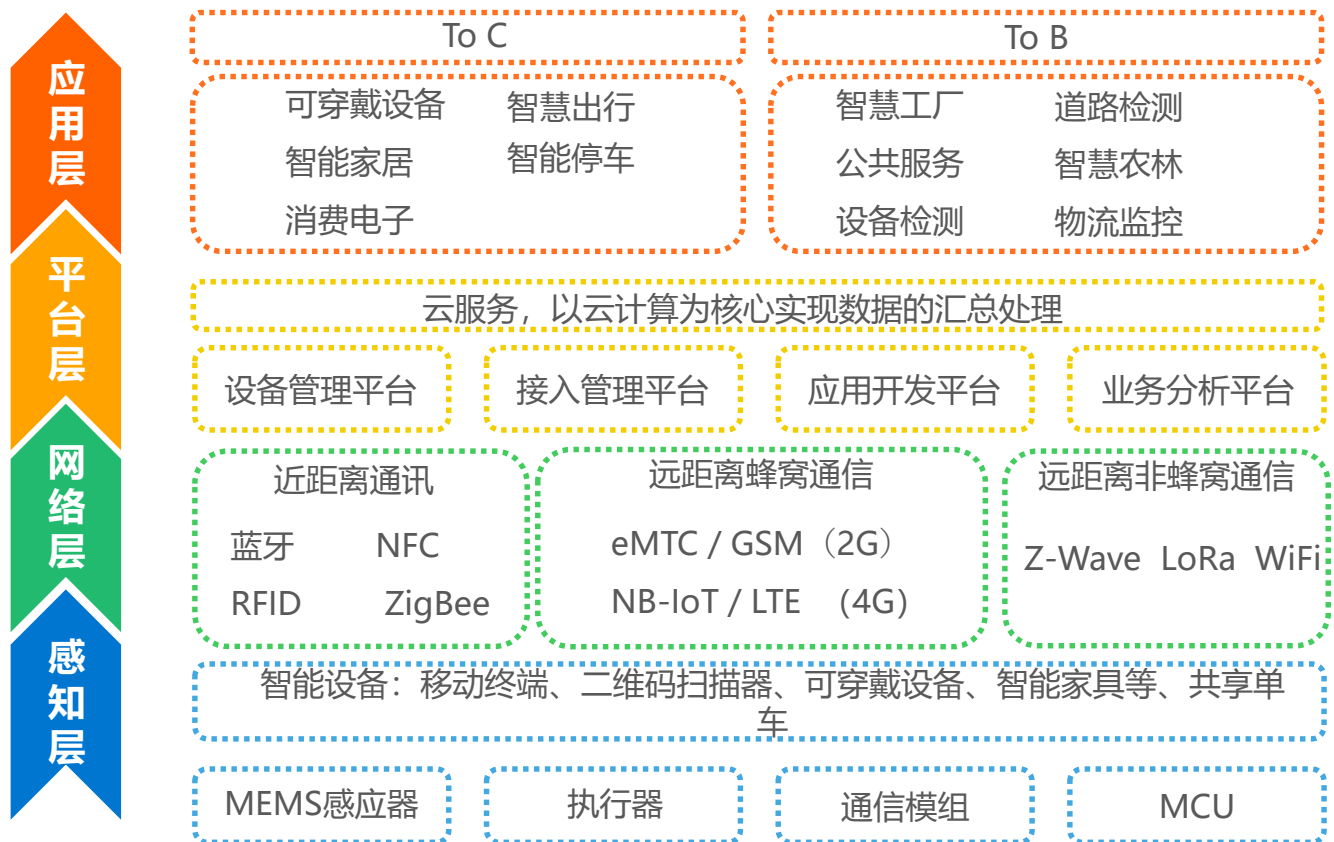 应用层
To C
To B
可穿戴设备 智慧出行
智能家居 智能停车
消费电子
智慧工厂 道路检测
公共服务 智慧农林
设备检测 物流监控
平台层
云服务，以云计算为核心实现数据的汇总处理
设备管理平台
接入管理平台
应用开发平台
业务分析平台
网络层
近距离通讯
蓝牙 NFC
RFID ZigBee
远距离蜂窝通信
eMTC / GSM（2G）
NB-IoT / LTE （4G）
远距离非蜂窝通信
Z-Wave LoRa WiFi
感知层
智能设备：移动终端、二维码扫描器、可穿戴设备、智能家具等、共享单
车
MEMS感应器
执行器
通信模组
MCU